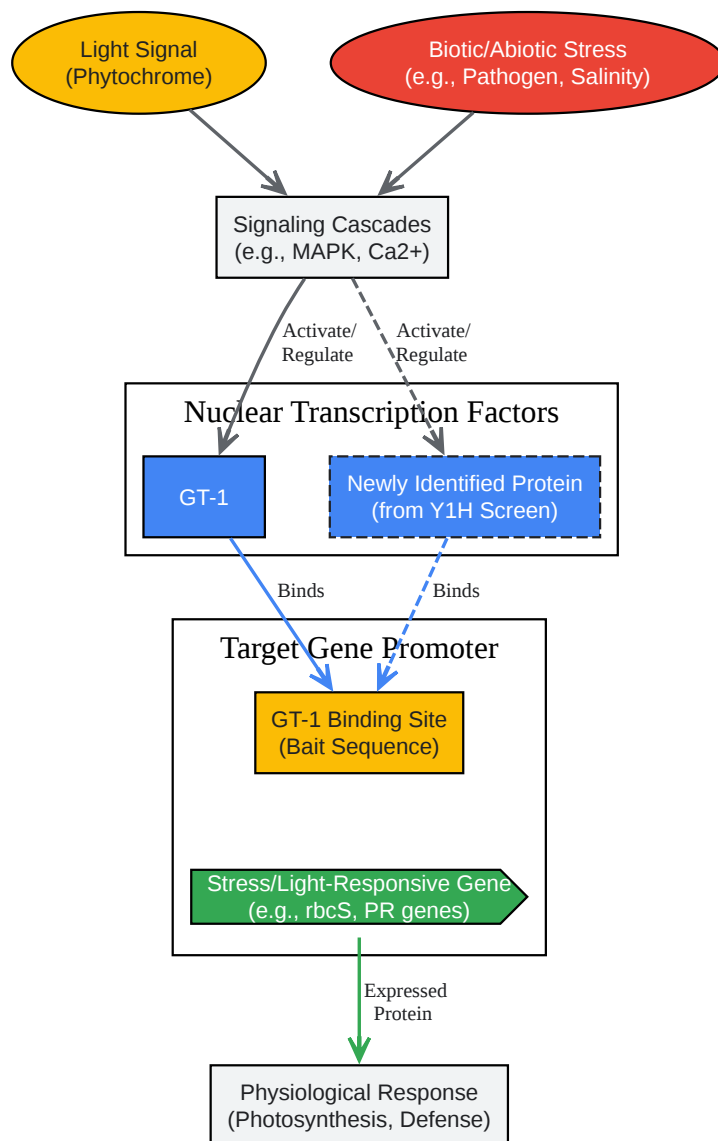 Light Signal
(Phytochrome)
Biotic/Abiotic Stress
(e.g., Pathogen, Salinity)
Signaling Cascades
(e.g., MAPK, Ca2+)
Activate/
Regulate
Activate/
Regulate
Nuclear Transcription Factors
GT-1
Newly Identified Protein
(from Y1H Screen)
Binds
Binds
Target Gene Promoter
GT-1 Binding Site
(Bait Sequence)
Stress/Light-Responsive Gene
(e.g., rbcS, PR genes)
Expressed
Protein
Physiological Response
(Photosynthesis, Defense)